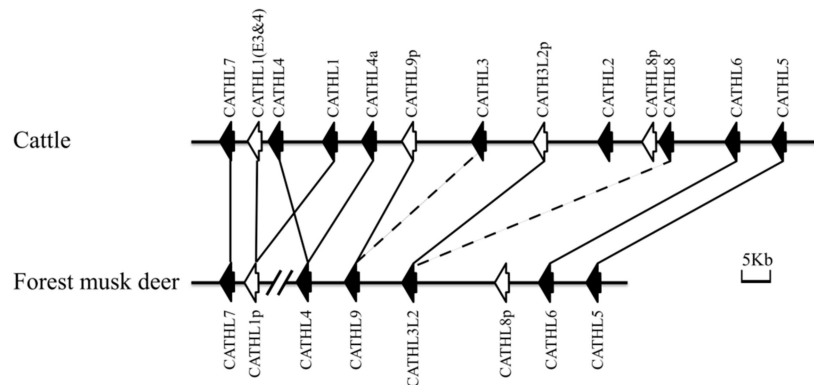 CATHL7
CATHL1(E3&4)
CATHL4
CATHL1
CATHL4a
CATHL9p
CATHL3
CATH3L2p
CATHL2
CATHL8p
CATHL8
CATHL6
CATHL5
Cattle
Forest musk deer
5Kb
CATHL7
CATHL1p
CATHL4
CATHL9
CATHL3L2
CATHL8p
CATHL6
CATHL5